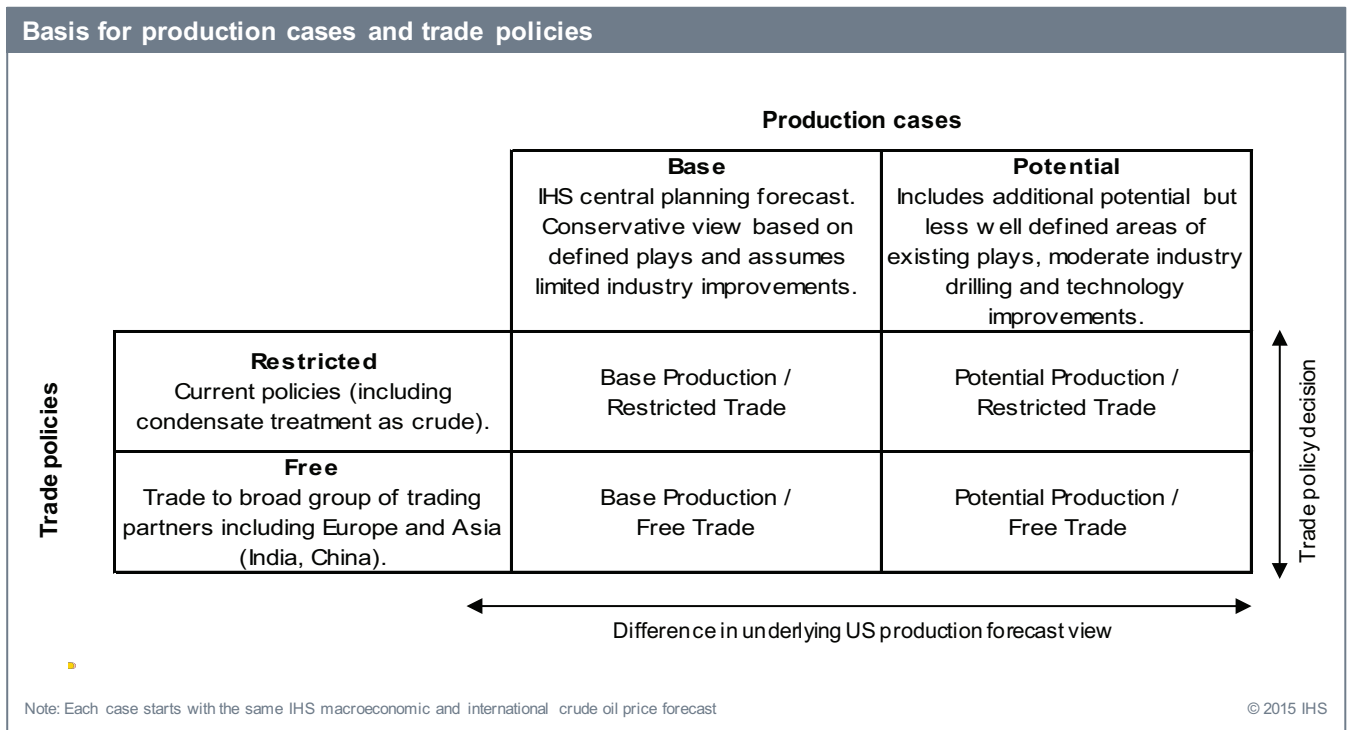 Basis for production cases and trade policies
Production cases
Base
IHS central planning forecast.
Conservative view based on
defined plays and assumes
limited industry improvements.
Potential
Includes additional potential but
less well defined areas of
existing plays, moderate industry
drilling and technology
improvements.
Trade policies
Restricted
Current policies (including
condensate treatment as crude).
Base Production /
Restricted Trade
Potential Production /
Restricted Trade
Free
Trade to broad group of trading
partners including Europe and Asia
(India, China).
Base Production /
Free Trade
Potential Production /
Free Trade
Trade policy decision
Difference in underlying US production forecast view
Note: Each case starts with the same IHS macroeconomic and international crude oil price forecast
© 2015 IHS